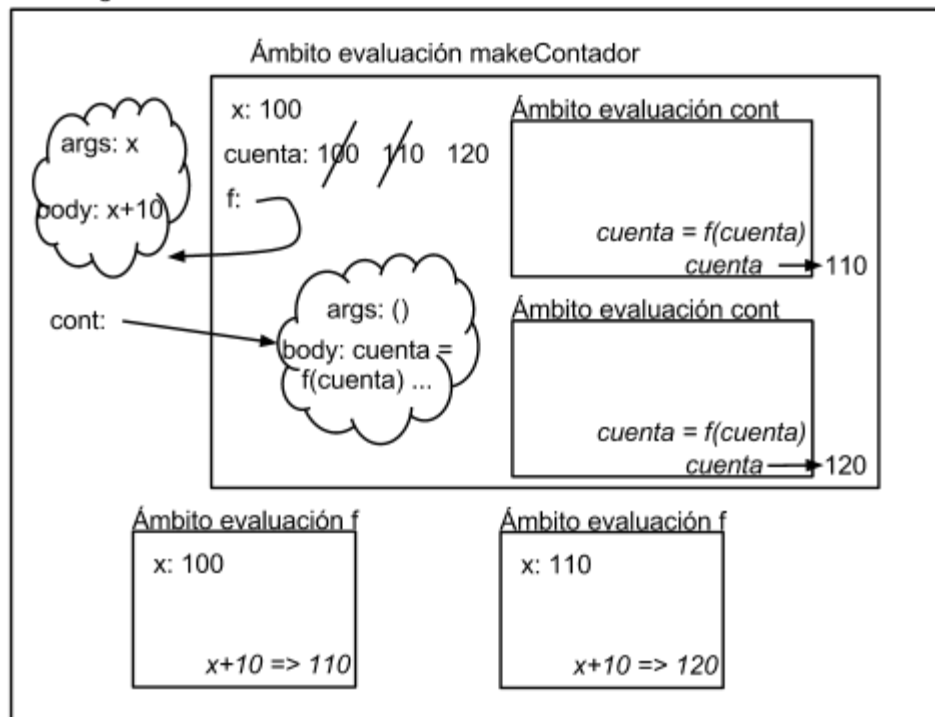 Ámbito evaluación makeContador
x: 100
cuenta: 100 110 120
f:
args: x
body: x+10
cont:
args: ()
body: cuenta =
f(cuenta) ...
Ámbito evaluación cont
cuenta = f(cuenta)
cuenta 110
Ámbito evaluación cont
cuenta = f(cuenta)
cuenta 120
Ámbito evaluación f
x: 100
x+10 => 110
Ámbito evaluación f
x: 110
x+10 => 120